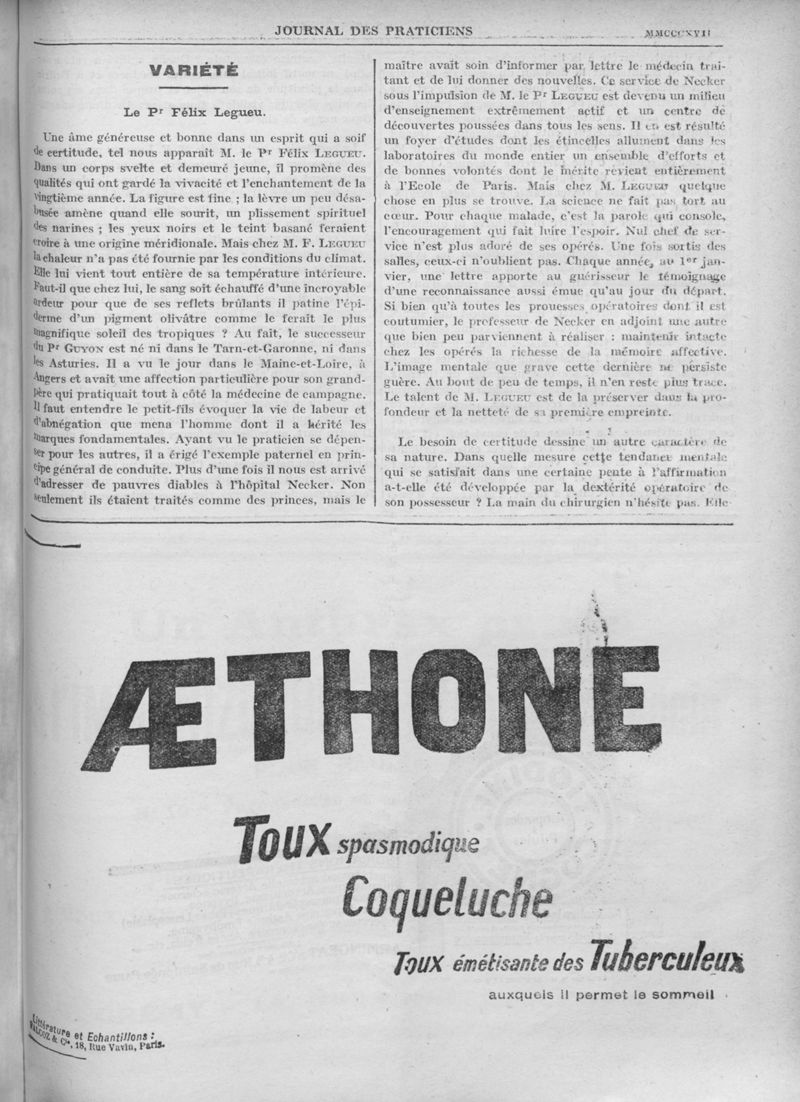 JOURNAL DES PRATICIENS
VARIÉTÉ
Le Pr Félix Legueu.
Une âme généreuse et bonne dans un esprit qui a soif
de certitude, tel nous apparaît M. le Pr Félix LEGUEU.
Dans un corps svelte et demeuré jeune, il promène des
qualités qui ont gardé la vivacité et l'enchantement de la
vingtième année. La figure est fine ; la lèvre un peu désa-
busée amène quand elle sourit, un plissement spirituel
des narines ; les yeux noirs et le teint basané feraient
croire à une origine méridionale. Mais chez M. F. LEGUEU
la chaleur n'a pas été fournie par les conditions du climat.
Elle lui vient tout entière de sa température intérieure.
Faut-il que chez lui, le sang soit échauffé d'une incroyable
ardeur pour que de ses reflets brûlants il patine l'épi-
derme d'un pigment olivâtre comme le ferait le plus
magnifique soleil des tropiques ? Au fait, le successeur
du Pr GUYON est né ni dans le Tarn-et-Garonne, ni dans
les Asturies. Il a vu le jour dans le Maine-et-Loire, à
Angers et avait une affection particulière pour son grand-
père qui pratiquait tout à côté la médecine de campagne.
Il faut entendre le petit-fils évoquer la vie de labeur et
d'abnégation que mena l'homme dont il a hérité les
marques fondamentales. Ayant vu le praticien se dépen-
ser pour les autres, il a érigé l'exemple paternel en prin-
cipe général de conduite. Plus d'une fois il nous est arrivé
d'adresser de pauvres diables à l'hôpital Necker. Non
seulement ils étaient traités comme des princes, mais le
maître avait soin d'informer par lettre le médecin trai-
tant et de lui donner des nouvelles. Ce service de Necker
sous l'impulsion de M. le Pr LEGUEU est devenu un milieu
d'enseignement extrêmement actif et un centre de
découvertes poussées dans tous les sens. Il en est résulté
un foyer d'études dont les étincelles allument dans les
laboratoires du monde entier un ensemble d'efforts et
de bonnes volontés dont le mérite revient entièrement
à l'Ecole de Paris. Mais chez M. LEGUEU quelque
chose en plus se trouve. La science ne fait pas tort au
cœur. Pour chaque malade, c'est la parole qui console,
l'encouragement qui fait luire l'espoir. Nul chef de ser-
vice n'est plus adoré de ses opérés. Une fois sortis des
salles, ceux-ci n'oublient pas. Chaque année, au 1er jan-
vier, une lettre apporte au guérisseur le témoignage
d'une reconnaissance aussi émue qu'au jour du départ.
Si bien qu'à toutes les prouesses opératoires dont il est
coutumier, le professeur de Necker en adjoint une autre
que bien peu parviennent à réaliser : maintenir intacte
chez les opérés la richesse de la mémoire affective.
L'image mentale que grave cette dernière ne persiste
guère. Au bout de peu de temps, il n'en reste plus trace.
Le talent de M. LEGUEU est de la préserver dans la pro-
fondeur et la netteté de sa première empreinte.
Le besoin de certitude dessine un autre caractère de
sa nature. Dans quelle mesure cette tendance mentale
qui se satisfait dans une certaine pente à l'affirmation
a-t-elle été développée par la dextérité opératoire de
son possesseur ? La main du chirurgien n'hésite pas. Elle
ÆTHONE
Toux spasmodique
Coqueluche
Toux émétisante des Tuberculeux
auxquels il permet le sommeil
Littérature et Echantillons :
& Cie, 18, Rue Vavin, Paris.